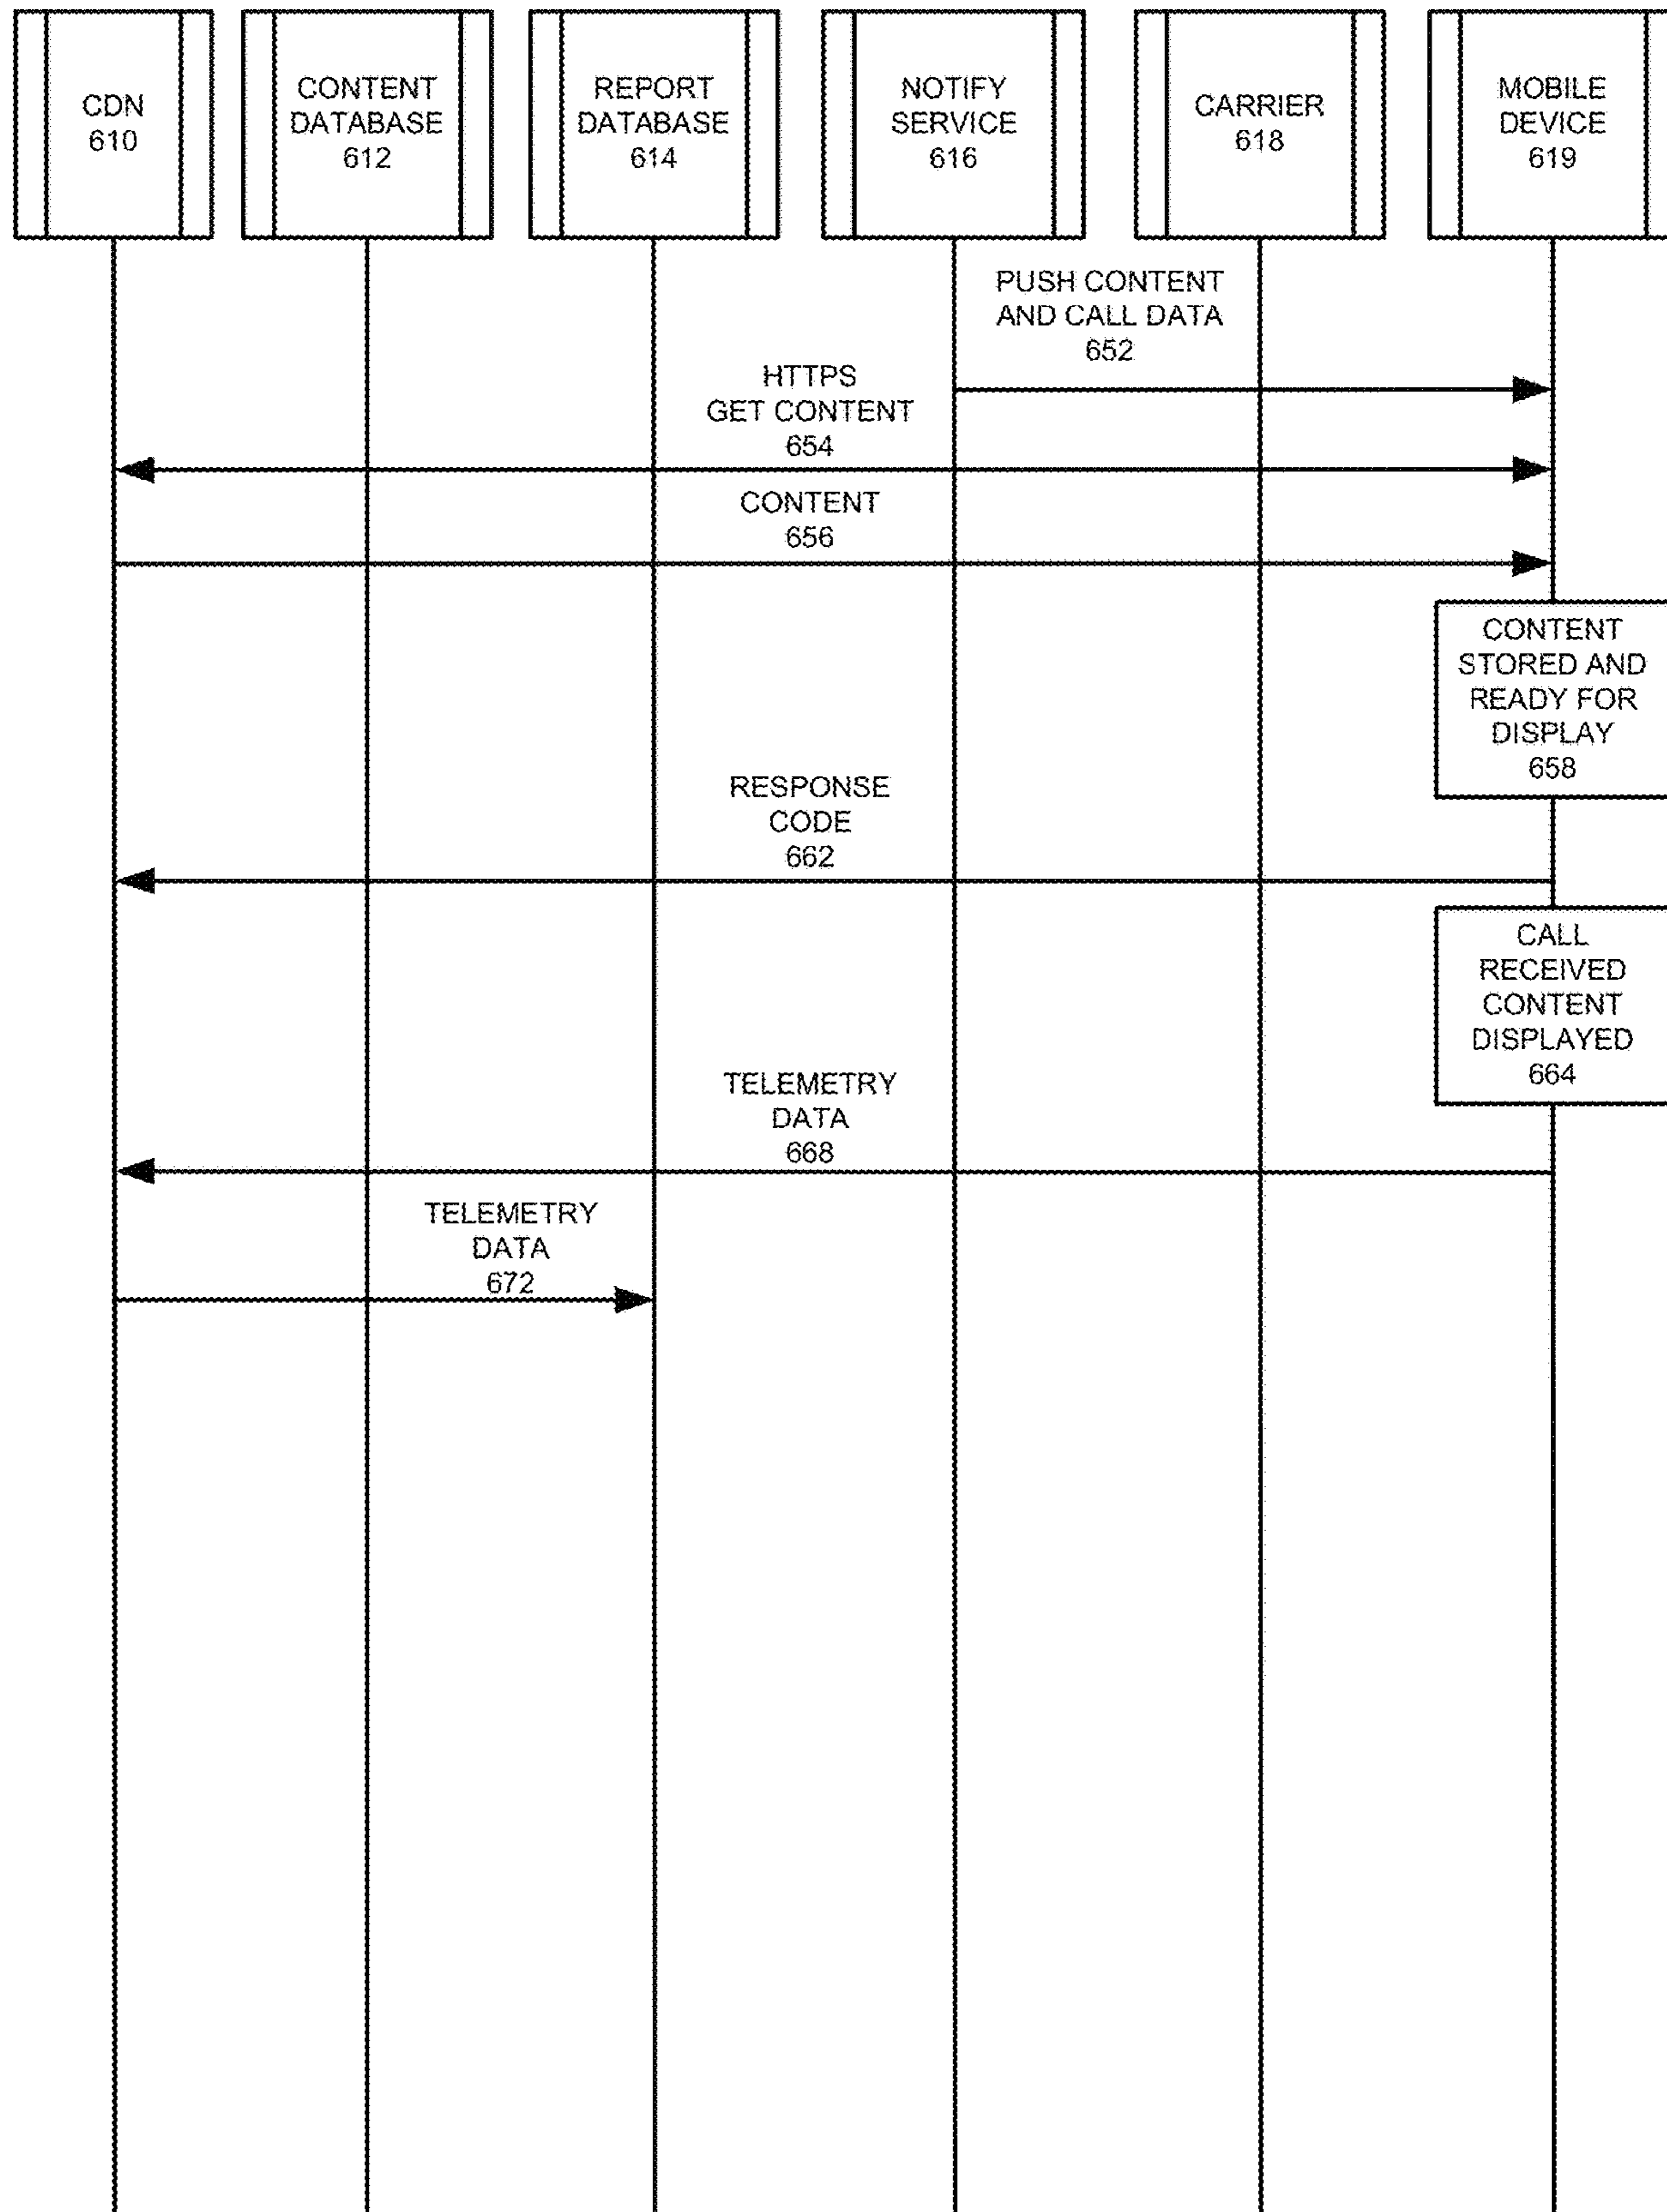 CDN
610
CONTENT
DATABASE
612
REPORT
DATABASE
614
NOTIFY
SERVICE
616
CARRIER
618
MOBILE
DEVICE
619
PUSH CONTENT
AND CALL DATA
652
HTTPS
GET CONTENT
654
CONTENT
656
CONTENT
STORED AND
READY FOR
DISPLAY
658
RESPONSE
CODE
662
CALL
RECEIVED
CONTENT
DISPLAYED
664
TELEMETRY
DATA
668
TELEMETRY
DATA
672